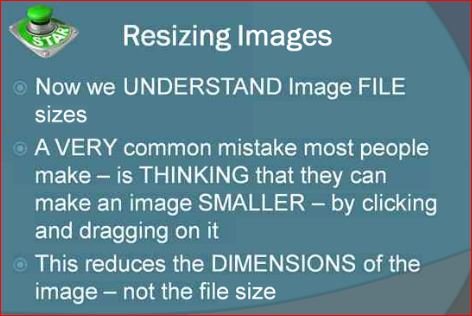 STAR
Resizing Images
Now we UNDERSTAND Image FILE
sizes
A VERY common mistake most people
make – is THINKING that they can
make an image SMALLER – by clicking
and dragging on it
This reduces the DIMENSIONS of the
image – not the file size